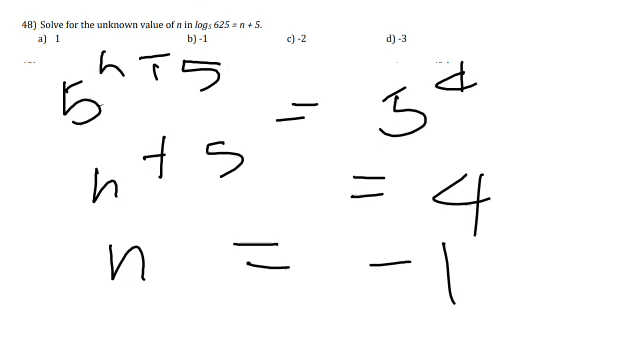 48) Solve for the unknown value of n in log₅ 625 = n + 5.
a) 1 b) -1 c) -2 d) -3
5^(n+5) = 5^4
n + 5 = 4
n = -1